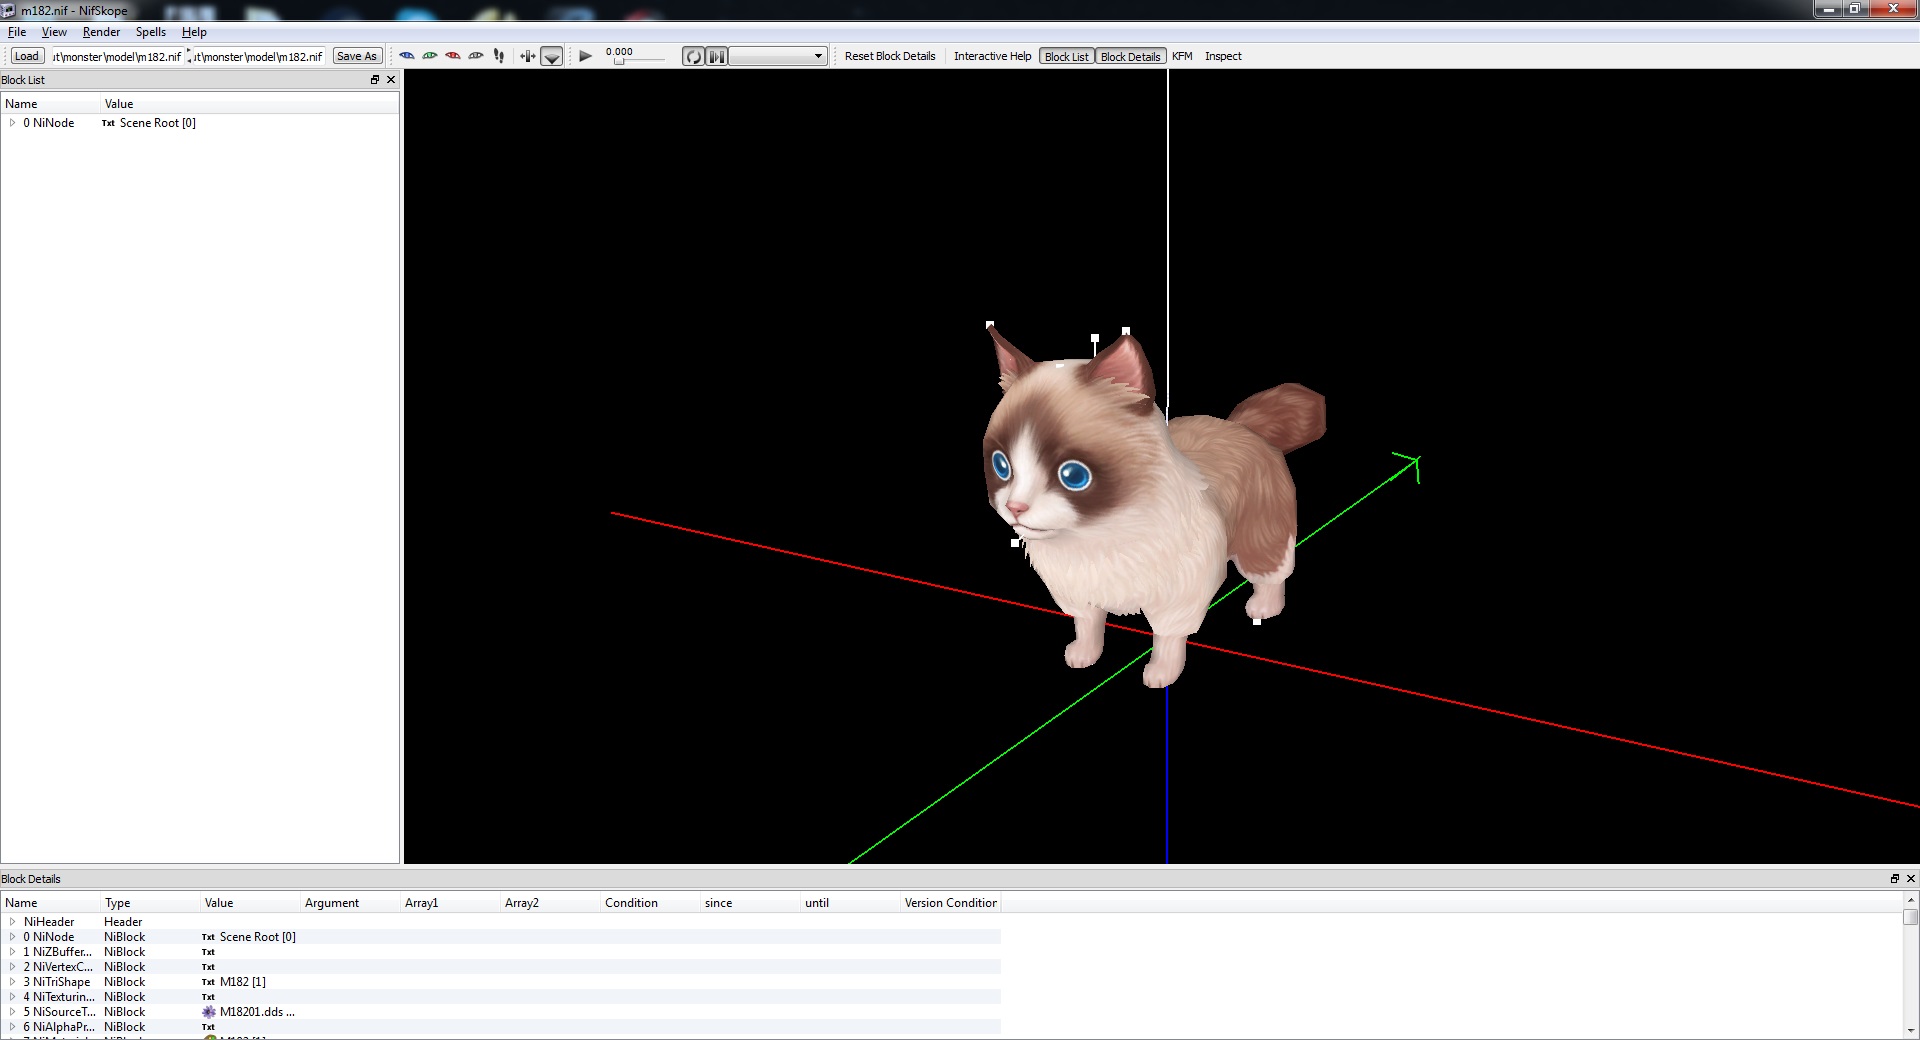 m182.nif - NifSkope
File View Render Spells Help
Load ıt\monster\model\m182.nif ıt\monster\model\m182.nif Save As 0.000 Reset Block Details Interactive Help Block List Block Details KFM Inspect
Block List
Name Value
0 NiNode Txt Scene Root [0]
Block Details
Name Type Value Argument Array1 Array2 Condition since until Version Condition
NiHeader Header
0 NiNode NiBlock Txt Scene Root [0]
1 NiZBuffer... NiBlock Txt
2 NiVertexC... NiBlock Txt
3 NiTriShape NiBlock Txt M182 [1]
4 NiTexturin... NiBlock Txt
5 NiSourceT... NiBlock M18201.dds ...
6 NiAlphaPr... NiBlock Txt